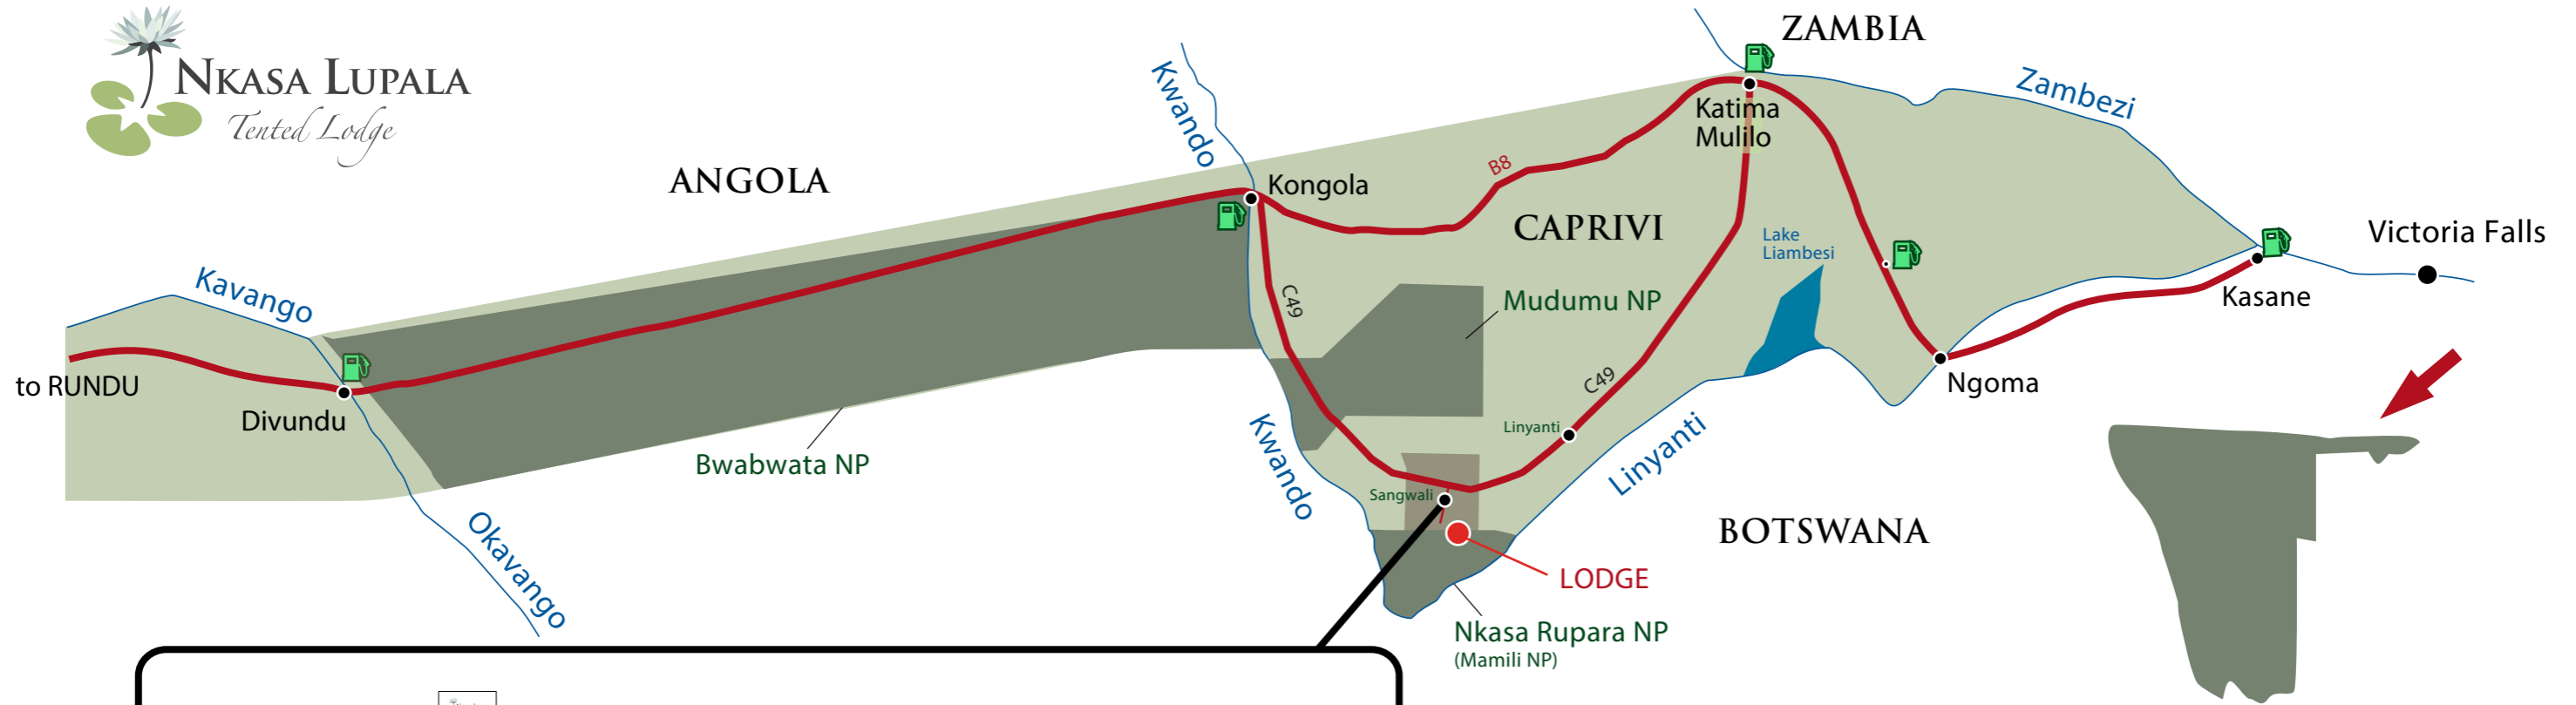 NKASA LUPALA
Tented Lodge
ZAMBIA
Zambezi
Kwando
Katima
Mulilo
ANGOLA
Kongola
B8
CAPRIVI
Lake
Liambesi
Victoria Falls
Kavango
C49
Mudumu NP
Kasane
to RUNDU
Divundu
Ngoma
C49
Bwabwata NP
Kwando
Linyanti
Linyanti
Sangwali
Okavango
BOTSWANA
LODGE
Nkasa Rupara NP
(Mamili NP)